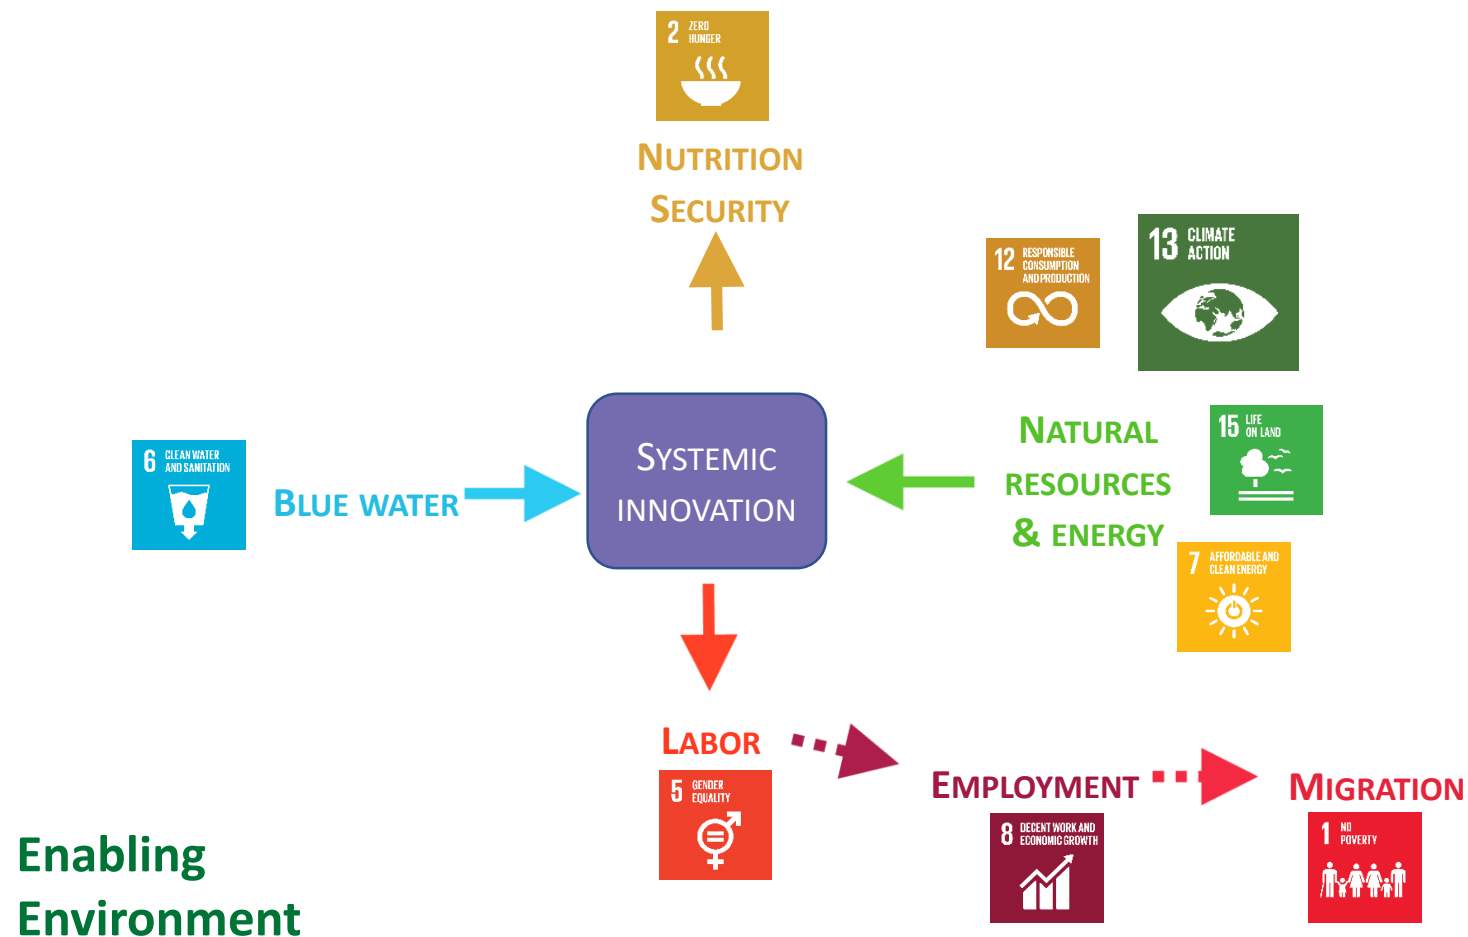 2 ZERO
HUNGER
NUTRITION
SECURITY
12 RESPONSIBLE
CONSUMPTION
AND PRODUCTION
13 CLIMATE
ACTION
6 CLEAN WATER
AND SANITATION
BLUE WATER
SYSTEMIC
INNOVATION
NATURAL
RESOURCES
& ENERGY
15 LIFE
ON LAND
7 AFFORDABLE AND
CLEAN ENERGY
LABOR
5 GENDER
EQUALITY
EMPLOYMENT
8 DECENT WORK AND
ECONOMIC GROWTH
MIGRATION
1 NO
POVERTY
Enabling
Environment